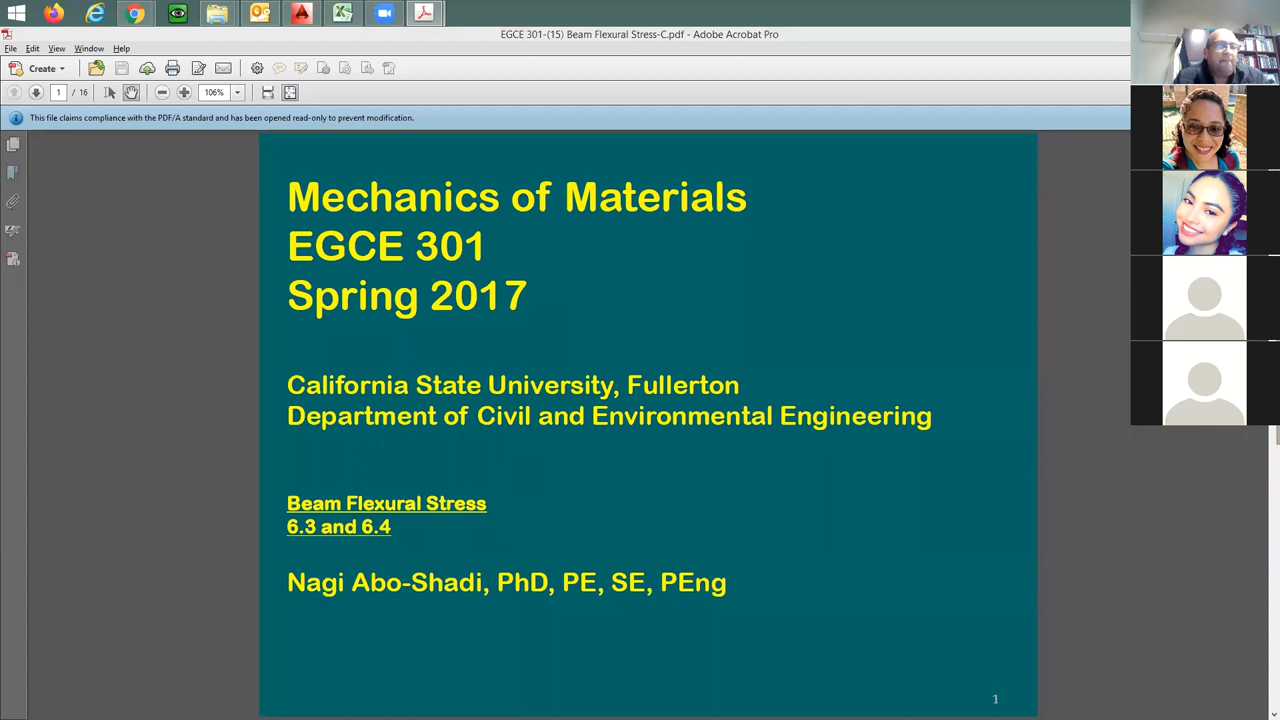 EGCE 301-(15) Beam Flexural Stress-C.pdf - Adobe Acrobat Pro
File Edit View Window Help
Create
1 / 16 106%
This file claims compliance with the PDF/A standard and has been opened read-only to prevent modification.
Mechanics of Materials
EGCE 301
Spring 2017
California State University, Fullerton
Department of Civil and Environmental Engineering
Beam Flexural Stress
6.3 and 6.4
Nagi Abo-Shadi, PhD, PE, SE, PEng
1